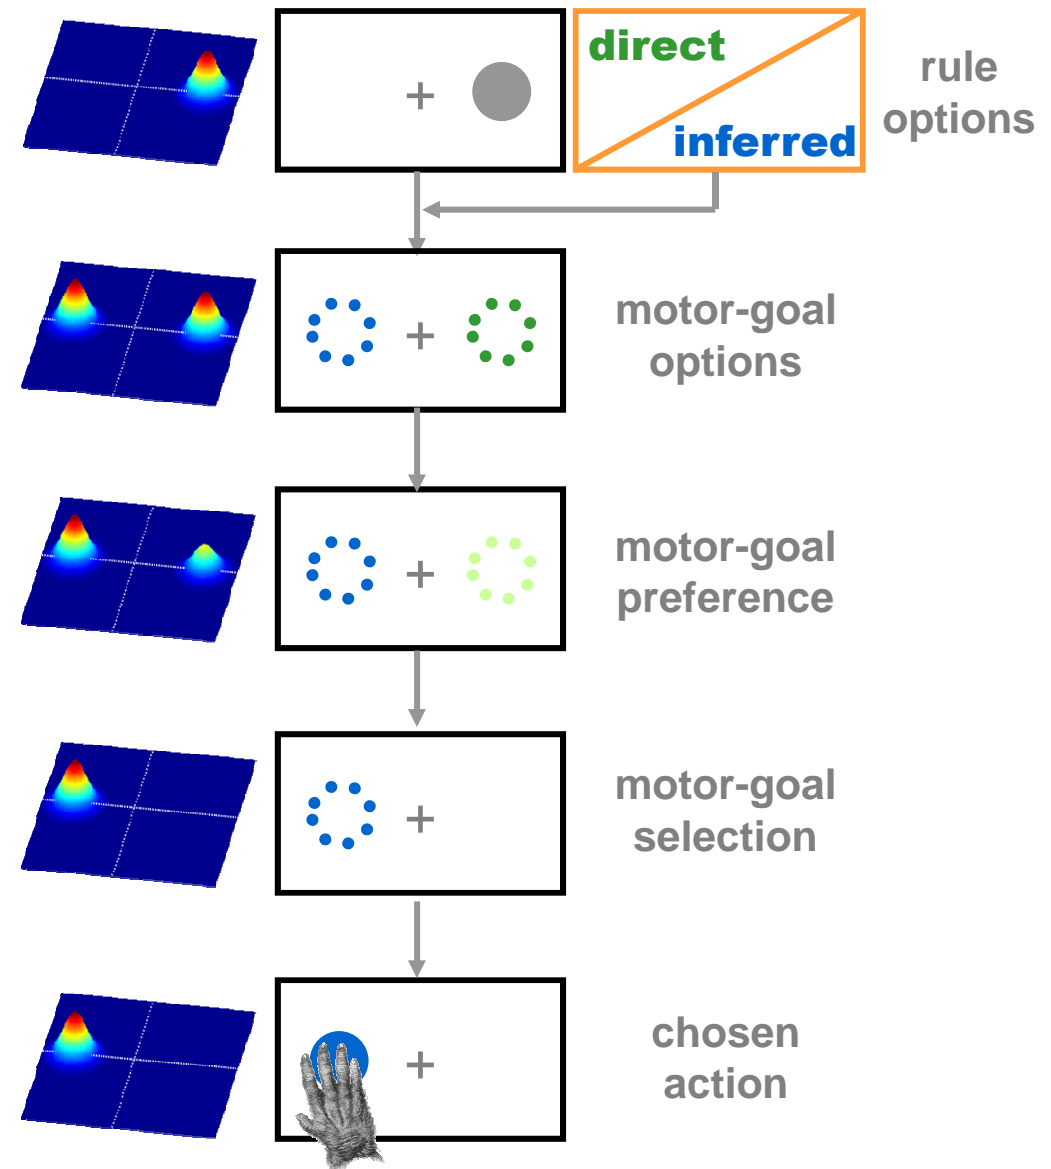 direct
inferred
rule
options
motor-goal
options
motor-goal
preference
motor-goal
selection
chosen
action